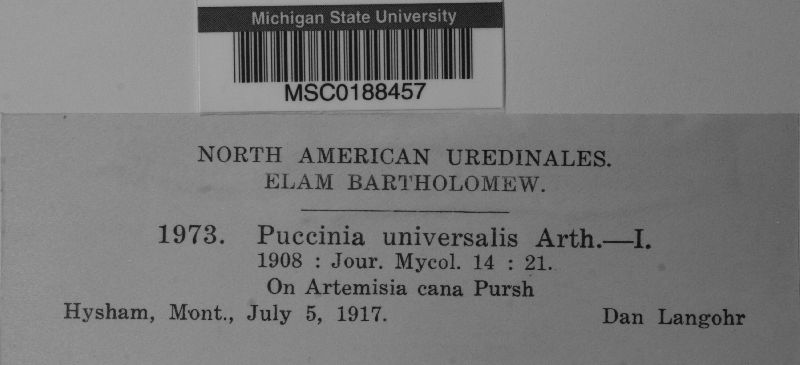 Michigan State University
MSC0188457
NORTH AMERICAN UREDINALES.
ELAM BARTHOLOMEW.
1973. Puccinia universalis Arth.—I.
1908 : Jour. Mycol. 14 : 21.
On Artemisia cana Pursh
Hysham, Mont., July 5, 1917. Dan Langohr